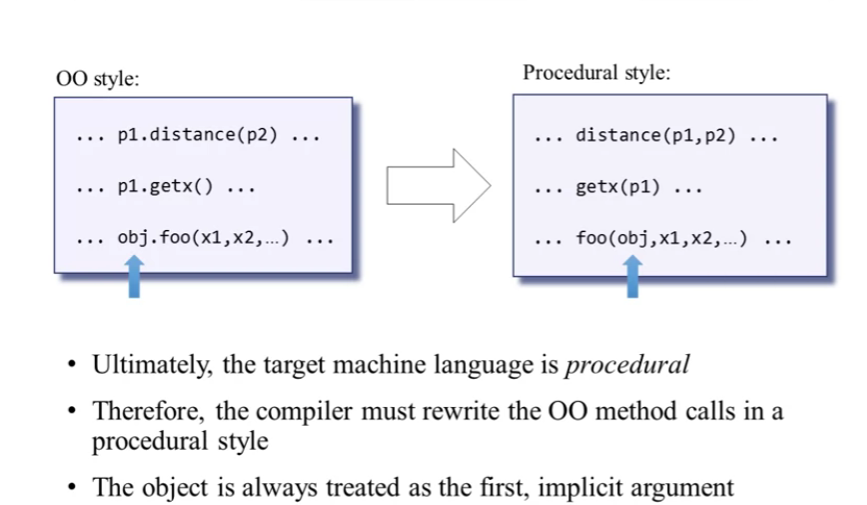 OO style:
... p1.distance(p2) ...
... p1.getx() ...
... obj.foo(x1,x2,…) ...
Procedural style:
... distance(p1,p2) ...
... getx(p1) ...
... foo(obj,x1,x2,…) ...
• Ultimately, the target machine language is procedural
• Therefore, the compiler must rewrite the OO method calls in a
procedural style
• The object is always treated as the first, implicit argument